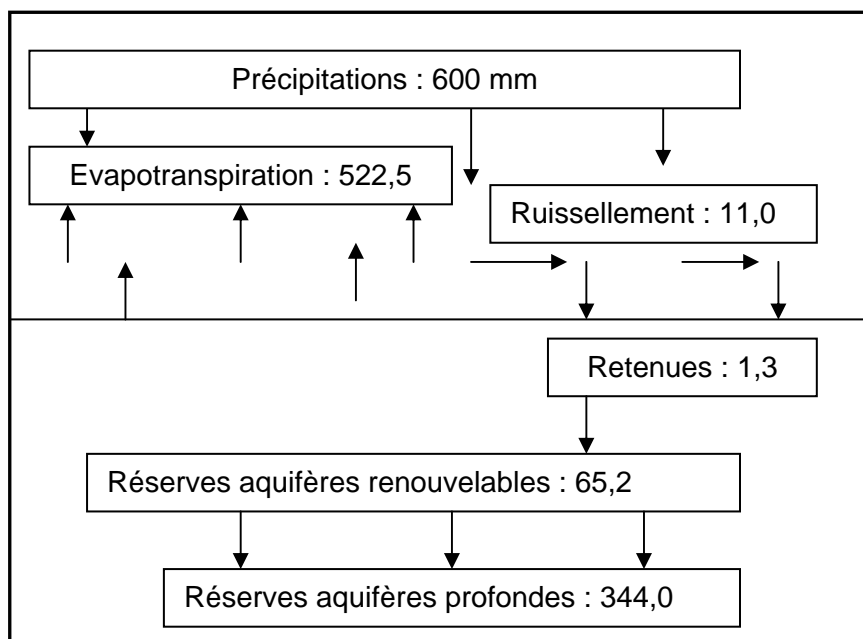 Précipitations : 600 mm
Evapotranspiration : 522,5
Ruissellement : 11,0
Retenues : 1,3
Réserves aquifères renouvelables : 65,2
Réserves aquifères profondes : 344,0